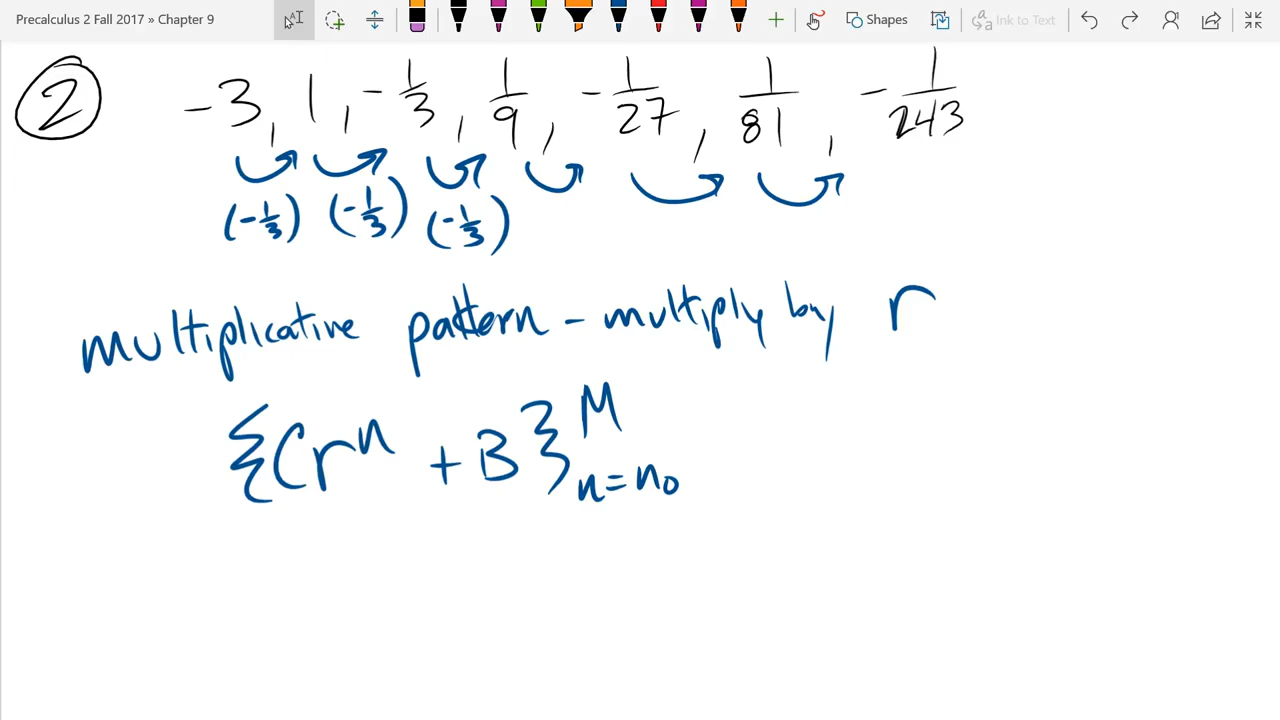 Precalculus 2 Fall 2017 » Chapter 9
Shapes
Ink to Text
② -3, 1, -1/3, 1/9, -1/27, 1/81, -1/243
(-1/3) (-1/3) (-1/3)
multiplicative pattern - multiply by r
{Cr^n + B}^M_{n=n₀}